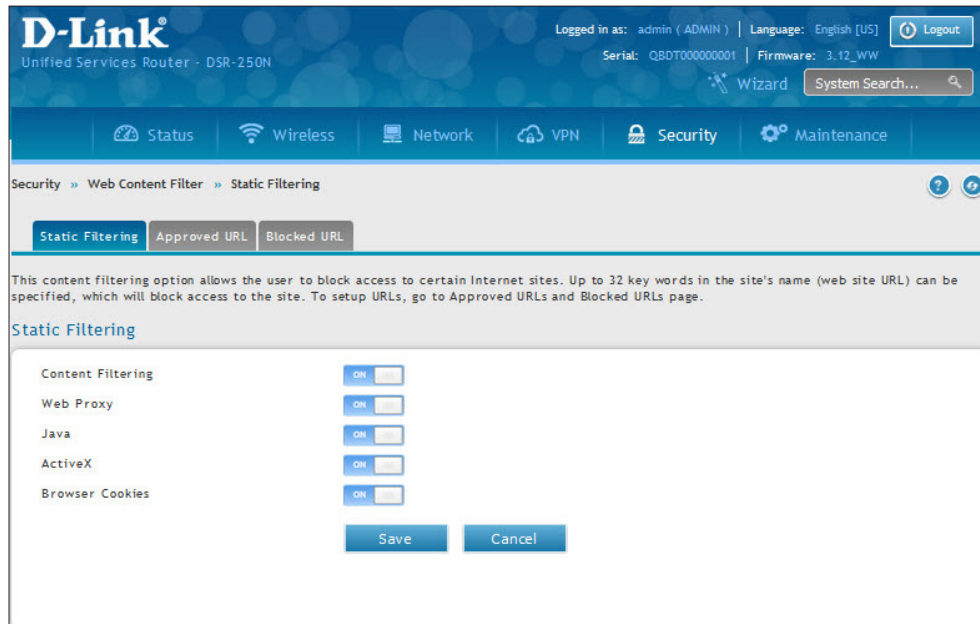 D-Link®
Unified Services Router - DSR-250N
Logged in as: admin ( ADMIN ) | Language: English [US]
Logout
Serial: QBDT000000001 | Firmware: 3.12_WW
Wizard
System Search...
Status
Wireless
Network
VPN
Security
Maintenance
Security » Web Content Filter » Static Filtering
?
Static Filtering
Approved URL
Blocked URL
This content filtering option allows the user to block access to certain Internet sites. Up to 32 key words in the site's name (web site URL) can be
specified, which will block access to the site. To setup URLs, go to Approved URLs and Blocked URLs page.
Static Filtering
Content Filtering ON
Web Proxy ON
Java ON
ActiveX ON
Browser Cookies ON
Save
Cancel